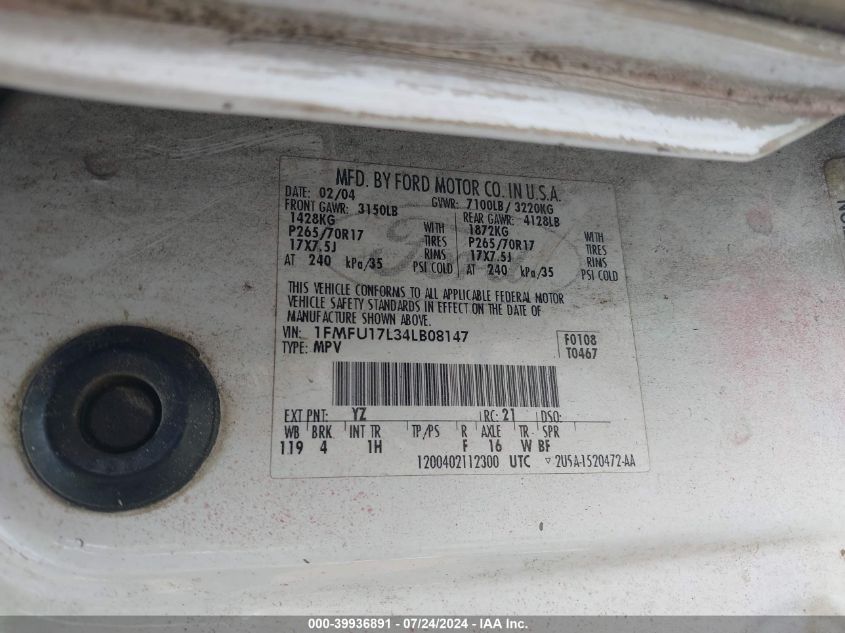 MFD. BY FORD MOTOR CO. IN U.S.A.
DATE: 02/04 GVWR: 7100LB/ 3220KG
FRONT GAWR: 3150LB REAR GAWR: 4128LB
1428KG WITH 1872KG WITH
P265/70R17 TIRES P265/70R17 TIRES
17X7.5J RIMS 17X7.5J RIMS
AT 240 kPa/35 PSI COLD AT 240 kPa/35 PSI COLD
THIS VEHICLE CONFORMS TO ALL APPLICABLE FEDERAL MOTOR
VEHICLE SAFETY STANDARDS IN EFFECT ON THE DATE OF
MANUFACTURE SHOWN ABOVE.
VIN: 1FMFU17L34LB08147 F0108
TYPE: MPV T0467
EXT PNT: YZ RC: 21 DSO:
WB BRK INT TR TP/PS R AXLE TR SPR
119 4 1H F 16 W BF
1200402112300 UTC ▽ 2U5A-1520472-AA
Ford
000-39936891 - 07/24/2024 - IAA Inc.